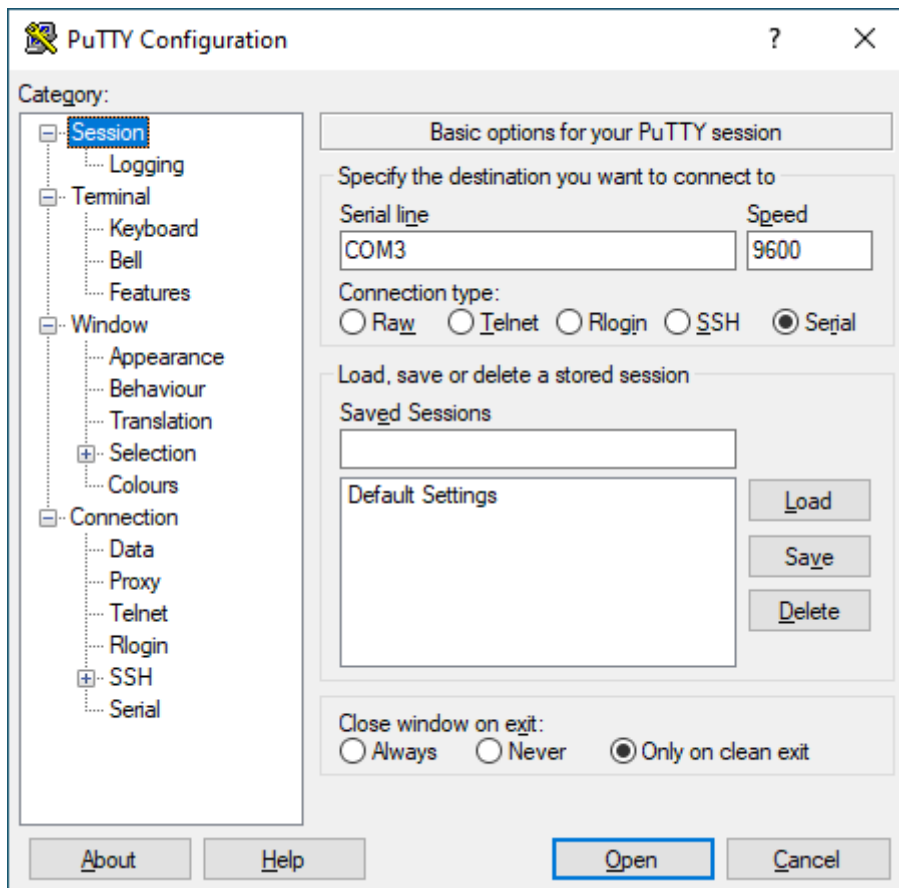 PuTTY Configuration
?
Category:
Session
Logging
Terminal
Keyboard
Bell
Features
Window
Appearance
Behaviour
Translation
Selection
Colours
Connection
Data
Proxy
Telnet
Rlogin
SSH
Serial
Basic options for your PuTTY session
Specify the destination you want to connect to
Serial line Speed
COM3 9600
Connection type:
Raw Telnet Rlogin SSH Serial
Load, save or delete a stored session
Saved Sessions
Default Settings
Load
Save
Delete
Close window on exit:
Always Never Only on clean exit
About Help Open Cancel